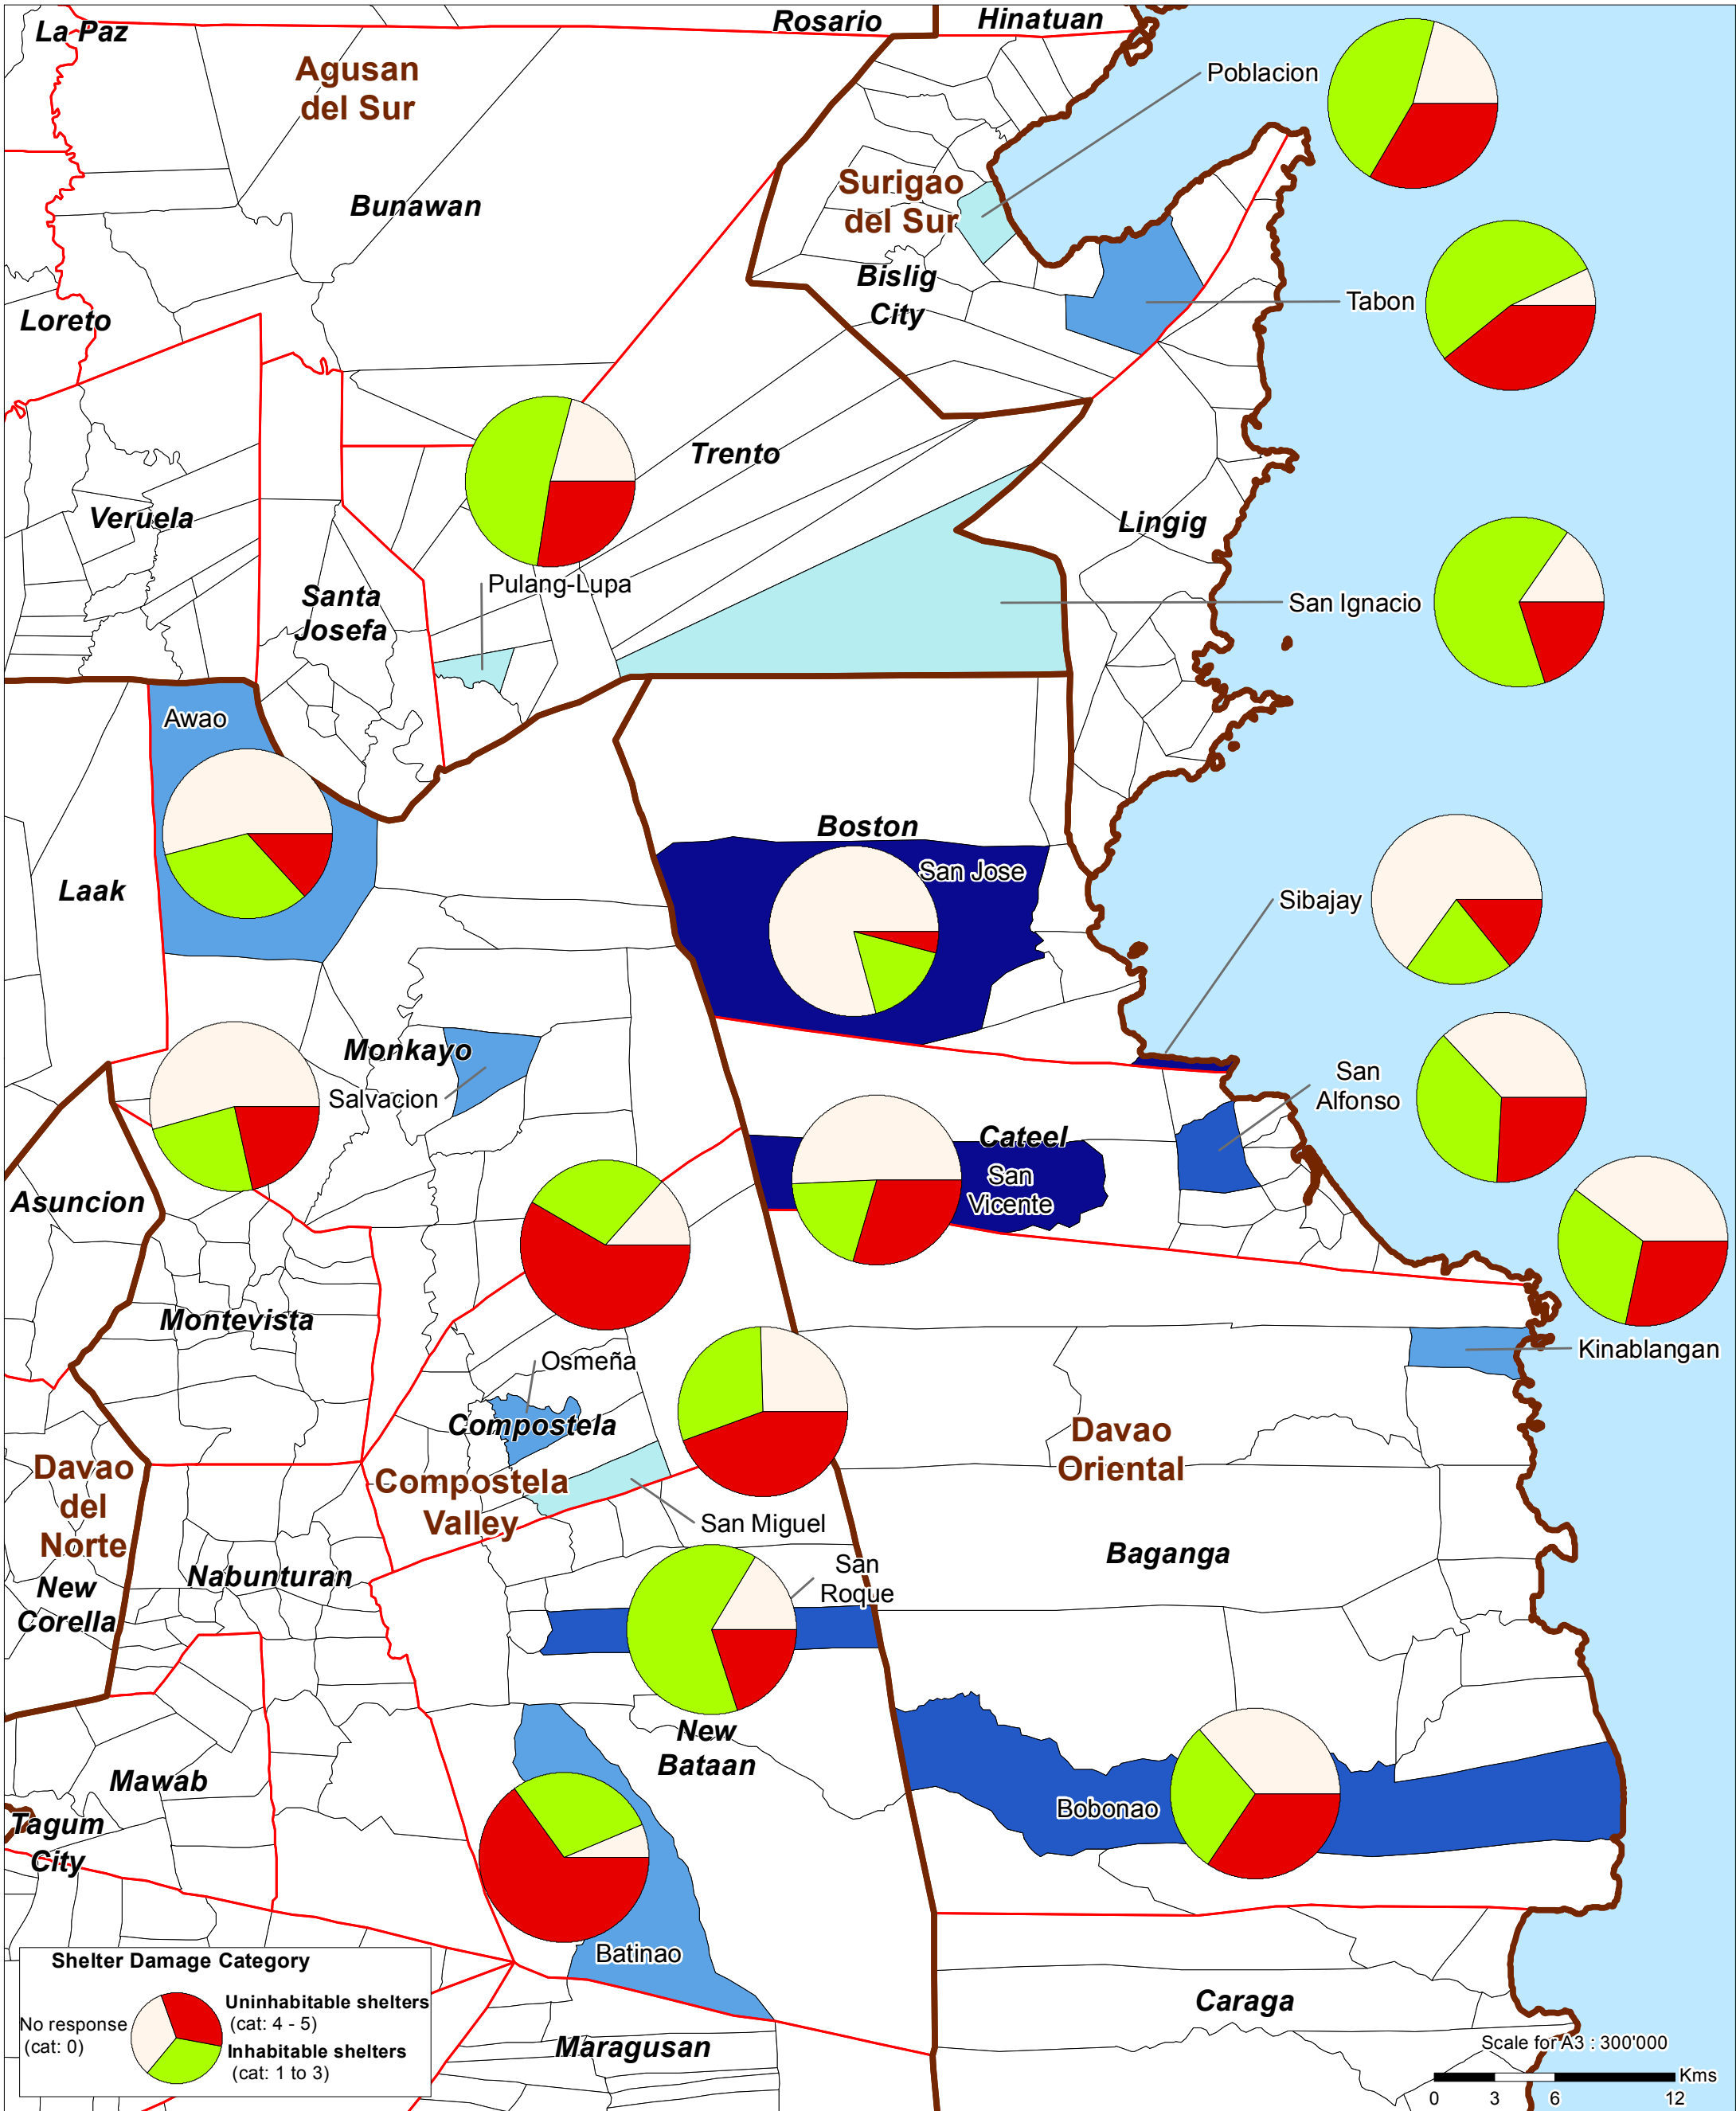 La Paz
Rosario
Hinatuan
Agusan
del Sur
Poblacion
Surigao
del Sur
Bunawan
Bislig
City
Tabon
Loreto
Trento
Veruela
Lingig
Pulang-Lupa
Santa
Josefa
San Ignacio
Awao
Boston
San Jose
Laak
Sibajay
Monkayo
Salvacion
San
Alfonso
Cateel
San
Vicente
Asuncion
Montevista
Osmeña
Kinablangan
Compostela
Davao
Oriental
Davao
del
Norte
Compostela
Valley
San Miguel
Baganga
San
Roque
Nabunturan
New
Corella
New
Bataan
Mawab
Bobonao
Tagum
City
Batinao
Caraga
Maragusan
Shelter Damage Category
No response
(cat: 0)
Uninhabitable shelters
(cat: 4 - 5)
Inhabitable shelters
(cat: 1 to 3)
Scale for A3 : 300'000
Kms
0 3 6 12